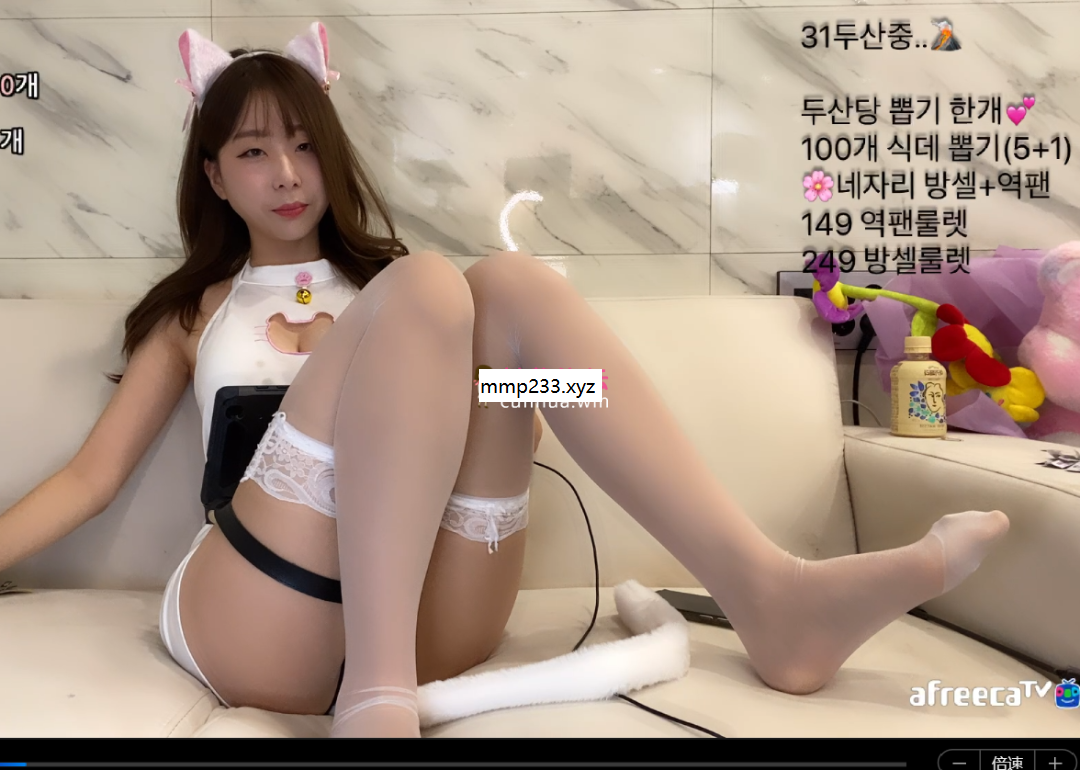 0개
개
31두산중..🌋
두산당 뽑기 한개💕
100개 식데 뽑기(5+1)
🌸네자리 방셀+역팬
149 역팬룰렛
249 방셀룰렛
mmp233.xyz
afreecaTV
倍速